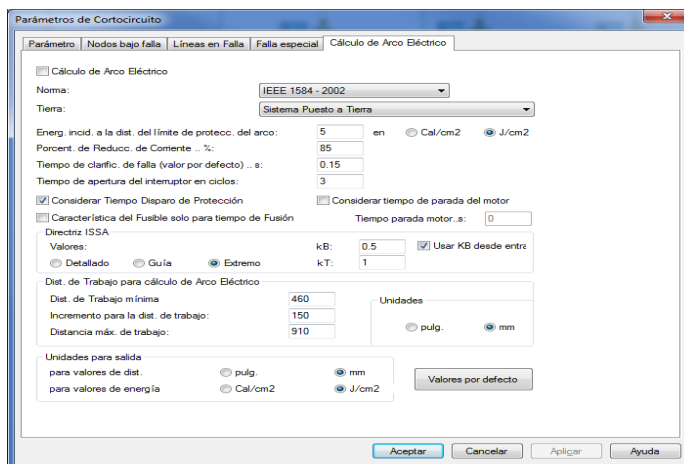 Parámetros de Cortocircuito
Parámetro Nodos bajo falla Líneas en Falla Falla especial Cálculo de Arco Eléctrico
Cálculo de Arco Eléctrico
Norma: IEEE 1584 - 2002
Tierra: Sistema Puesto a Tierra
Energ. incid. a la dist. del límite de protecc. del arco: 5 en Cal/cm2 J/cm2
Porcent. de Reducc. de Corriente .. %: 85
Tiempo de clarific. de falla (valor por defecto) .. s: 0.15
Tiempo de apertura del interruptor en ciclos: 3
Considerar Tiempo Disparo de Protección Considerar tiempo de parada del motor
Característica del Fusible solo para tiempo de Fusión Tiempo parada motor..s: 0
Directriz ISSA
Valores: kB: 0.5 Usar KB desde entra
Detallado Guía Extremo kT: 1
Dist. de Trabajo para cálculo de Arco Eléctrico
Dist. de Trabajo mínima 460 Unidades
Incremento para la dist. de trabajo: 150
Distancia máx. de trabajo: 910 pulg. mm
Unidades para salida
para valores de dist. pulg. mm
para valores de energía Cal/cm2 J/cm2
Valores por defecto
Aceptar Cancelar Aplicar Ayuda